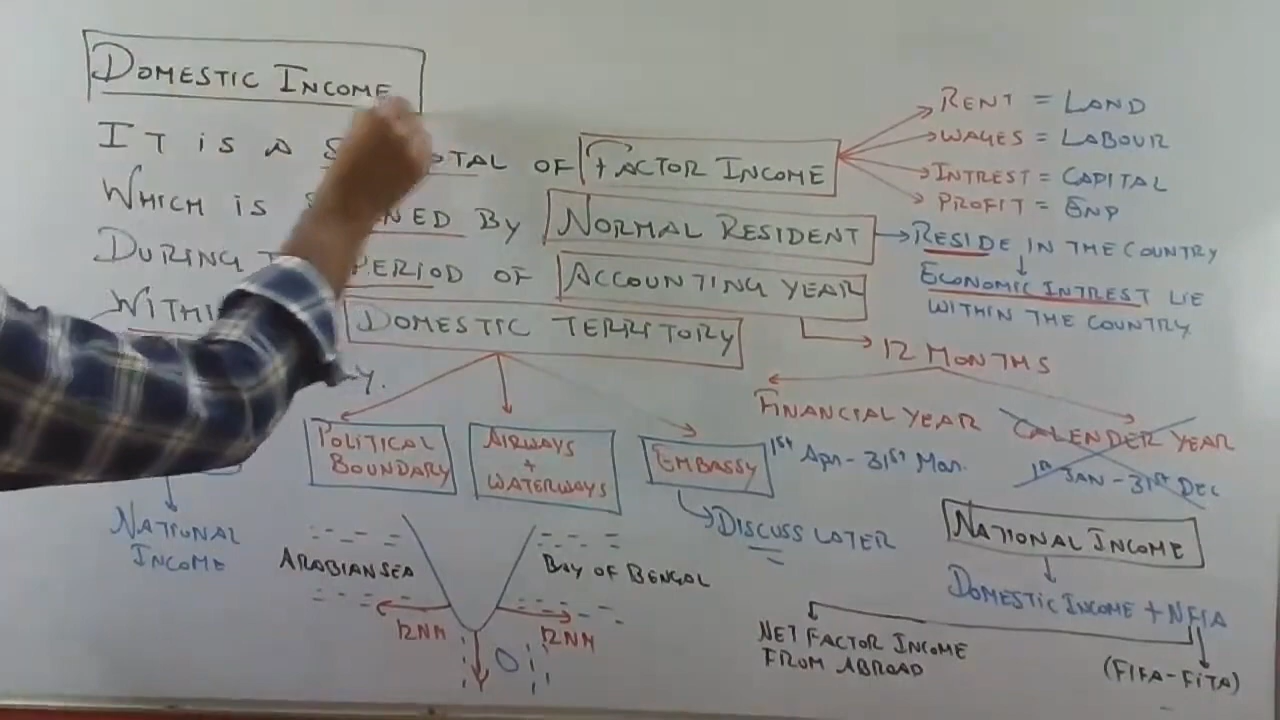 DOMESTIC INCOME
IT IS A TOTAL OF FACTOR INCOME
WHICH IS BY NORMAL RESIDENT
DURING PERIOD OF ACCOUNTING YEAR
DOMESTIC TERRITORY
RENT = LAND
WAGES = LABOUR
INTREST = CAPITAL
PROFIT = ENP
RESIDE IN THE COUNTRY
ECONOMIC INTREST LIE
WITHIN THE COUNTRY
12 MONTHS
FINANCIAL YEAR
1ST Apr - 31ST Mar.
CALENDER YEAR
1ST JAN - 31ST DEC
POLITICAL
BOUNDARY
AIRWAYS
+
WATERWAYS
EMBASSY
DISCUSS LATER
NATIONAL
INCOME
ARABIAN SEA
BAY OF BENGAL
12NM
12NM
NATIONAL INCOME
DOMESTIC INCOME + NFIA
NET FACTOR INCOME
FROM ABROAD
(FIFA - FITA)